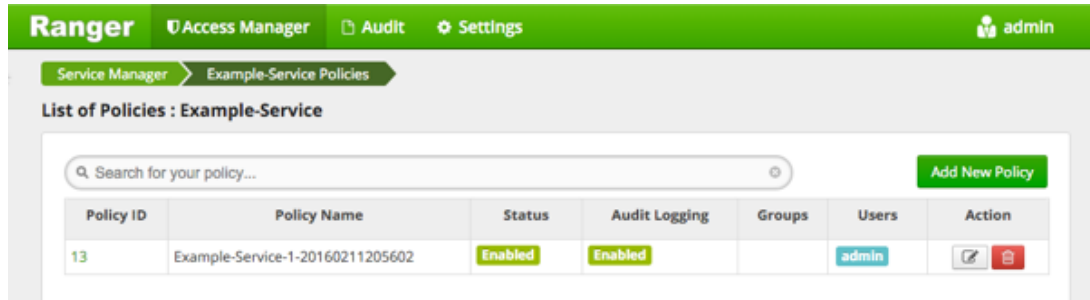 Ranger Access Manager Audit Settings admin
Service Manager Example-Service Policies
List of Policies : Example-Service
Search for your policy... Add New Policy
Policy ID Policy Name Status Audit Logging Groups Users Action
13 Example-Service-1-20160211205602 Enabled Enabled admin